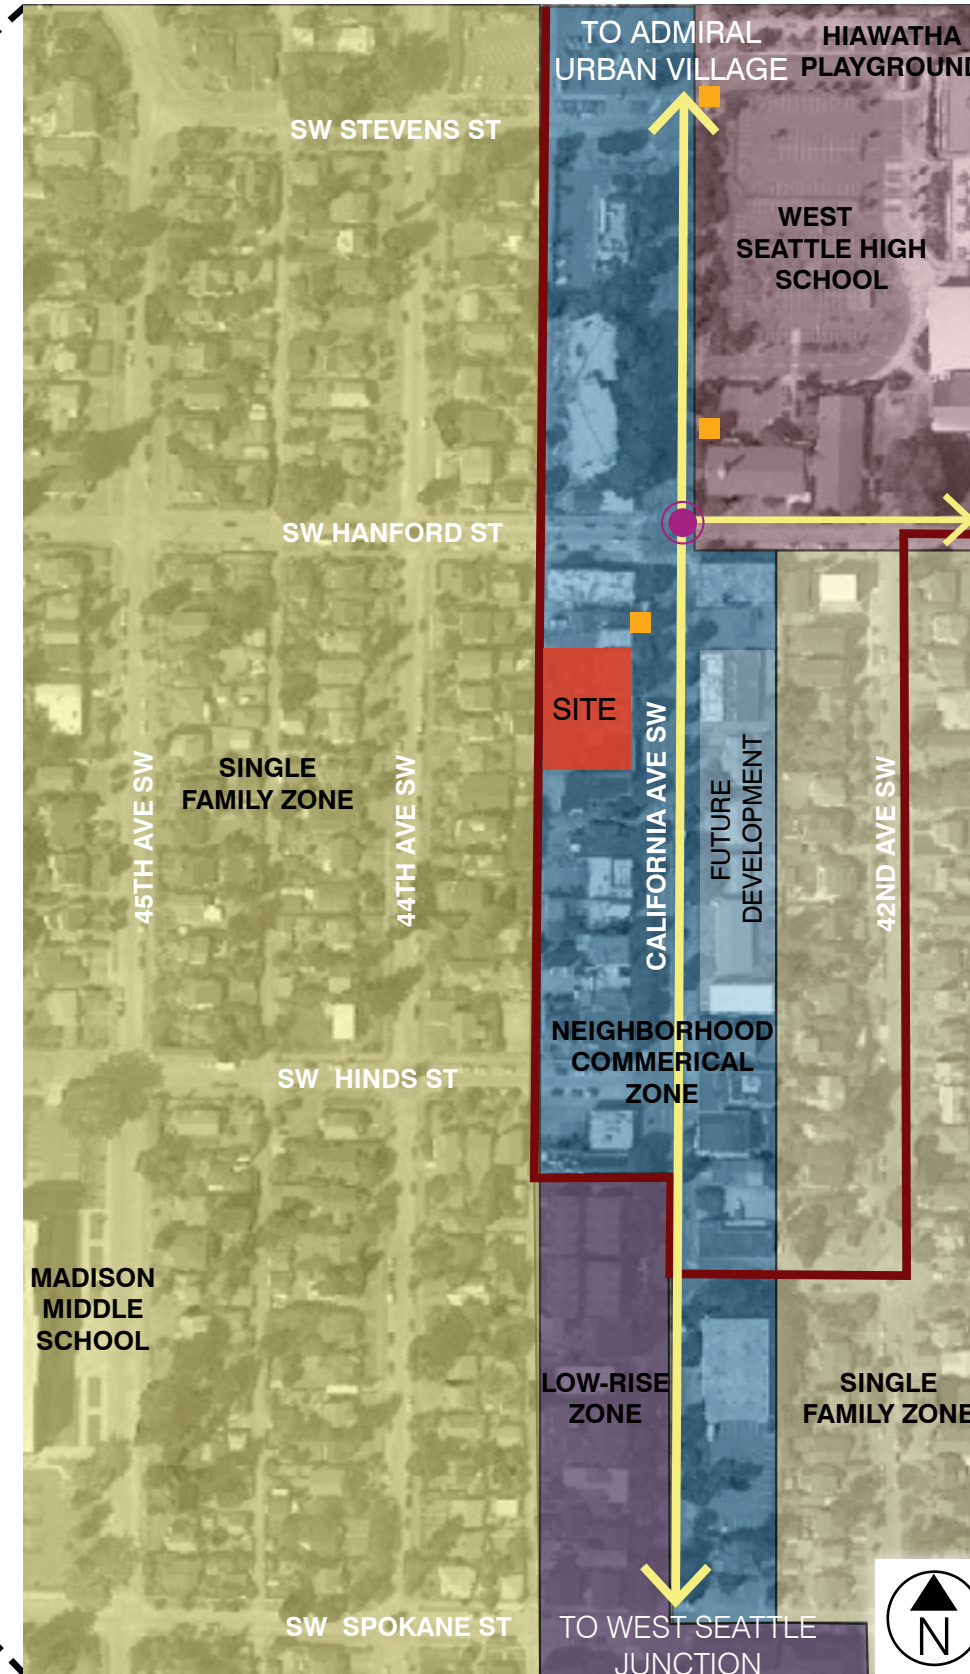 TO ADMIRAL
URBAN VILLAGE
HIAWATHA
PLAYGROUND
SW STEVENS ST
WEST
SEATTLE HIGH
SCHOOL
SW HANFORD ST
SITE
SINGLE
FAMILY ZONE
45TH AVE SW
44TH AVE SW
CALIFORNIA AVE SW
FUTURE
DEVELOPMENT
42ND AVE SW
NEIGHBORHOOD
COMMERICAL
ZONE
SW HINDS ST
MADISON
MIDDLE
SCHOOL
LOW-RISE
ZONE
SINGLE
FAMILY ZONE
SW SPOKANE ST
TO WEST SEATTLE
JUNCTION
N